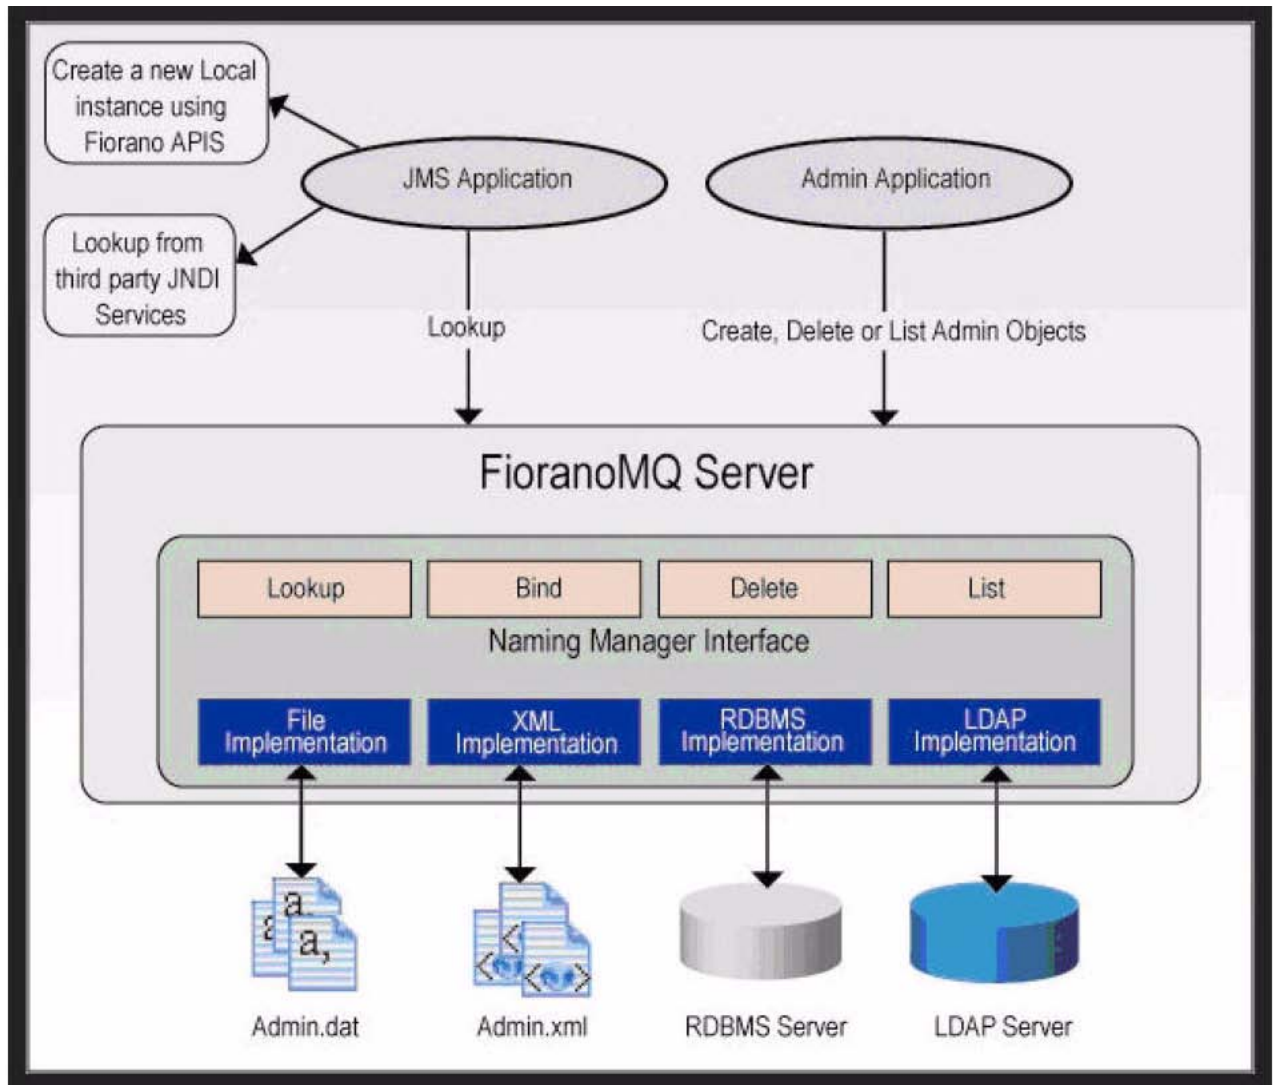 Create a new Local
instance using
Fiorano APIS
JMS Application
Admin Application
Lookup from
third party JNDI
Services
Lookup
Create, Delete or List Admin Objects
FioranoMQ Server
Lookup
Bind
Delete
List
Naming Manager Interface
File
Implementation
XML
Implementation
RDBMS
Implementation
LDAP
Implementation
a,
a
a,
< >
<
< >
Admin.dat
Admin.xml
RDBMS Server
LDAP Server